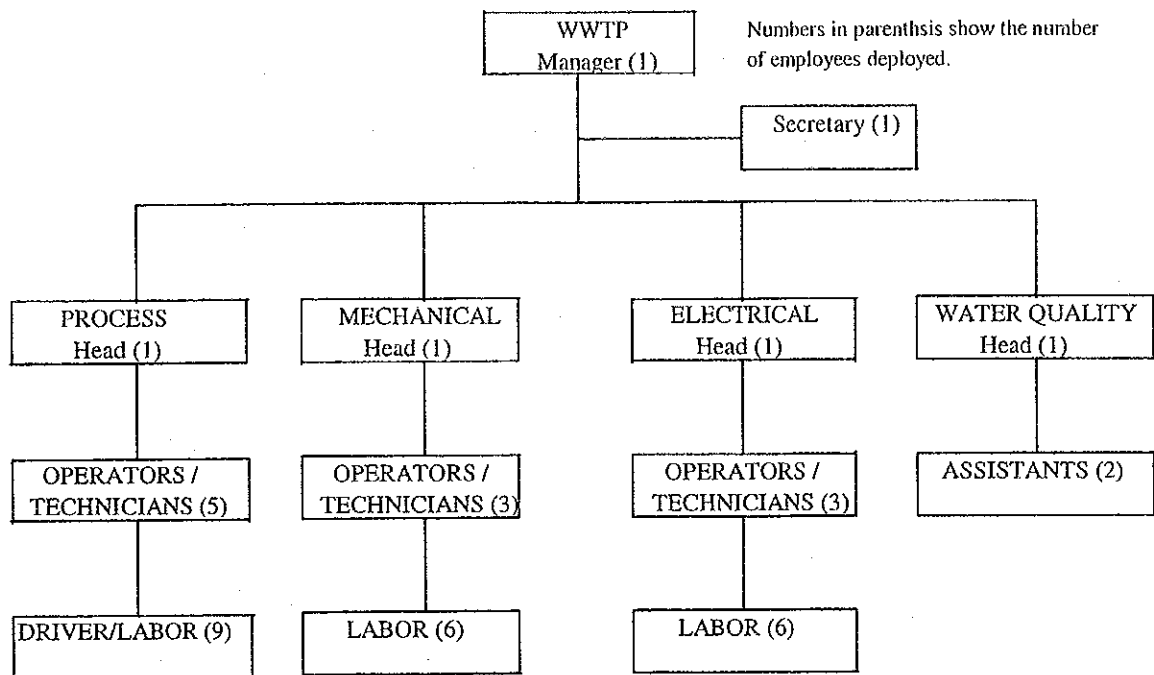 WWTP
Manager (1)
Numbers in parenthsis show the number
of employees deployed.
Secretary (1)
PROCESS
Head (1)
MECHANICAL
Head (1)
ELECTRICAL
Head (1)
WATER QUALITY
Head (1)
OPERATORS /
TECHNICIANS (5)
OPERATORS /
TECHNICIANS (3)
OPERATORS /
TECHNICIANS (3)
ASSISTANTS (2)
DRIVER/LABOR (9)
LABOR (6)
LABOR (6)